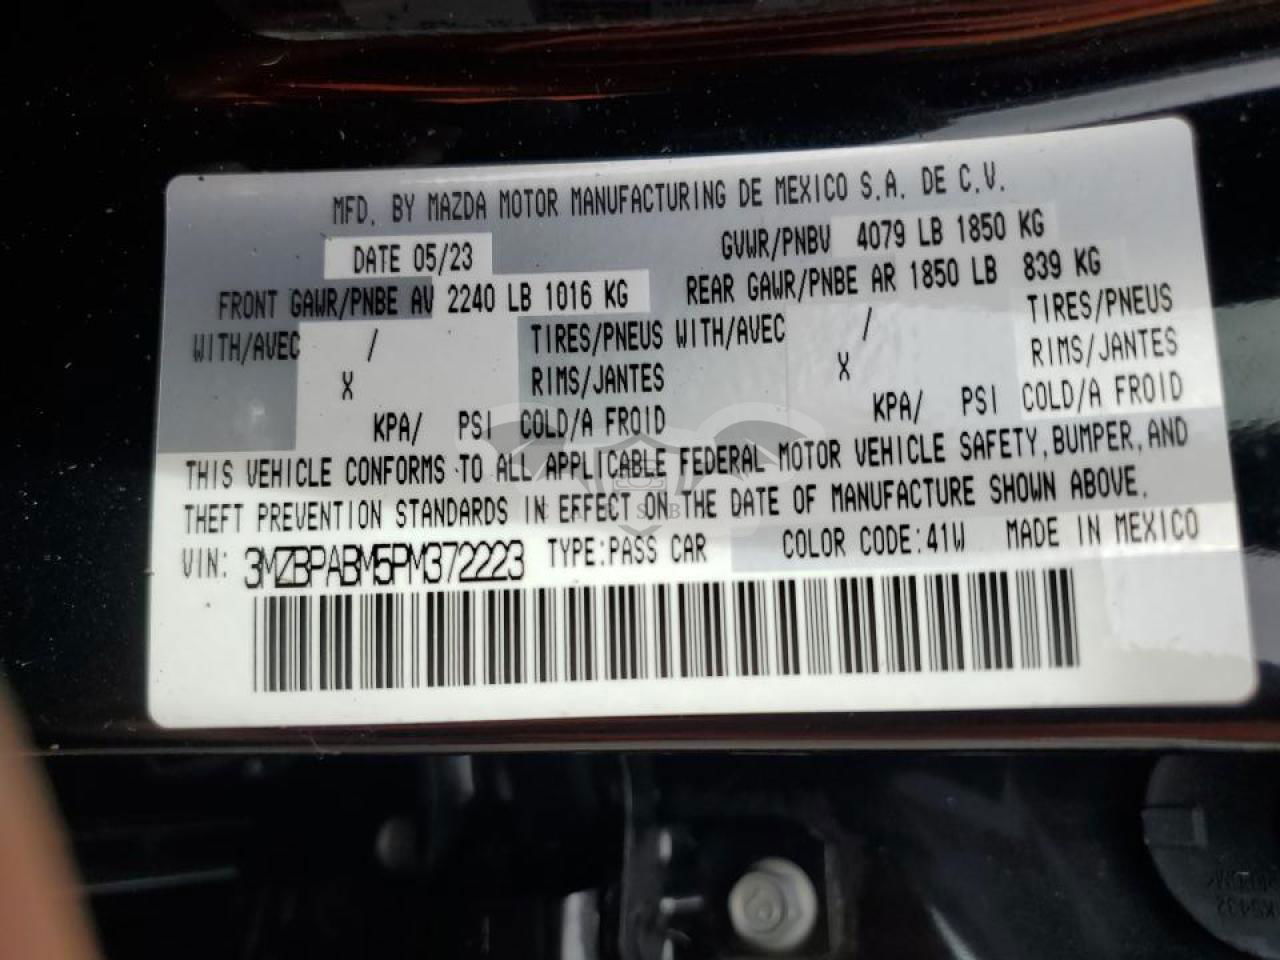 MFD. BY MAZDA MOTOR MANUFACTURING DE MEXICO S.A. DE C.V.
DATE 05/23 GVWR/PNBV 4079 LB 1850 KG
FRONT GAWR/PNBE AV 2240 LB 1016 KG REAR GAWR/PNBE AR 1850 LB 839 KG
WITH/AVEC / TIRES/PNEUS WITH/AVEC / TIRES/PNEUS
X RIMS/JANTES X RIMS/JANTES
KPA/ PSI COLD/A FROID KPA/ PSI COLD/A FROID
THIS VEHICLE CONFORMS TO ALL APPLICABLE FEDERAL MOTOR VEHICLE SAFETY, BUMPER, AND
THEFT PREVENTION STANDARDS IN EFFECT ON THE DATE OF MANUFACTURE SHOWN ABOVE.
VIN: 3MZBPABM5PM372223 TYPE:PASS CAR COLOR CODE:41W MADE IN MEXICO